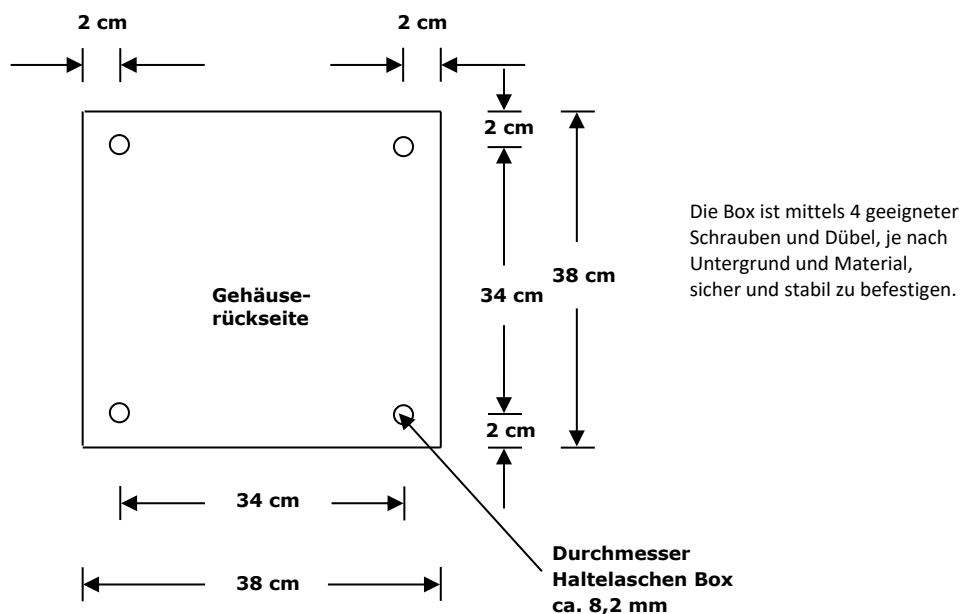 2 cm
2 cm
2 cm
Die Box ist mittels 4 geeigneter
Schrauben und Dübel, je nach
Untergrund und Material,
sicher und stabil zu befestigen.
Gehäuse-
rückseite
34 cm
38 cm
2 cm
34 cm
38 cm
Durchmesser
Haltelaschen Box
ca. 8,2 mm